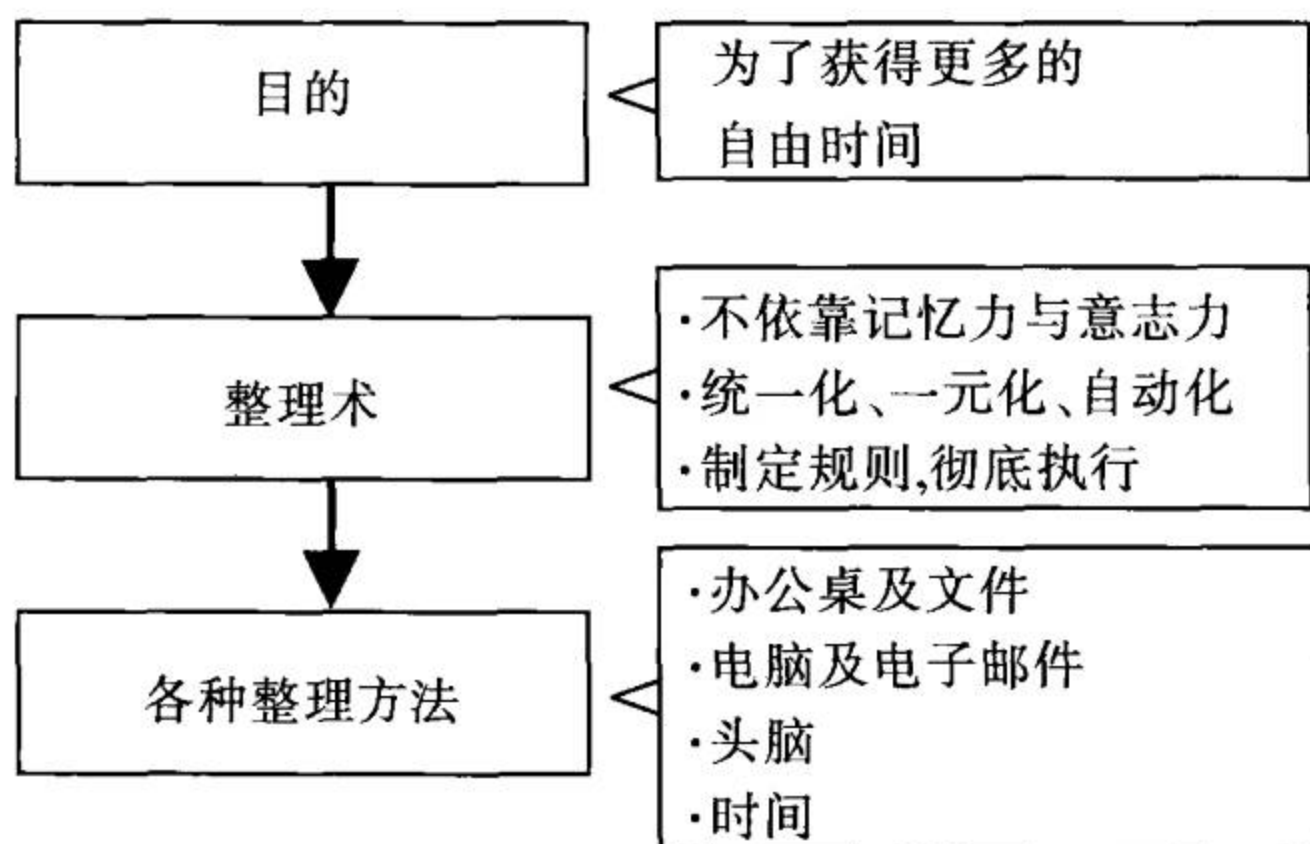 目的
为了获得更多的
自由时间
整理术
·不依靠记忆力与意志力
·统一化、一元化、自动化
·制定规则,彻底执行
各种整理方法
·办公桌及文件
·电脑及电子邮件
·头脑
·时间